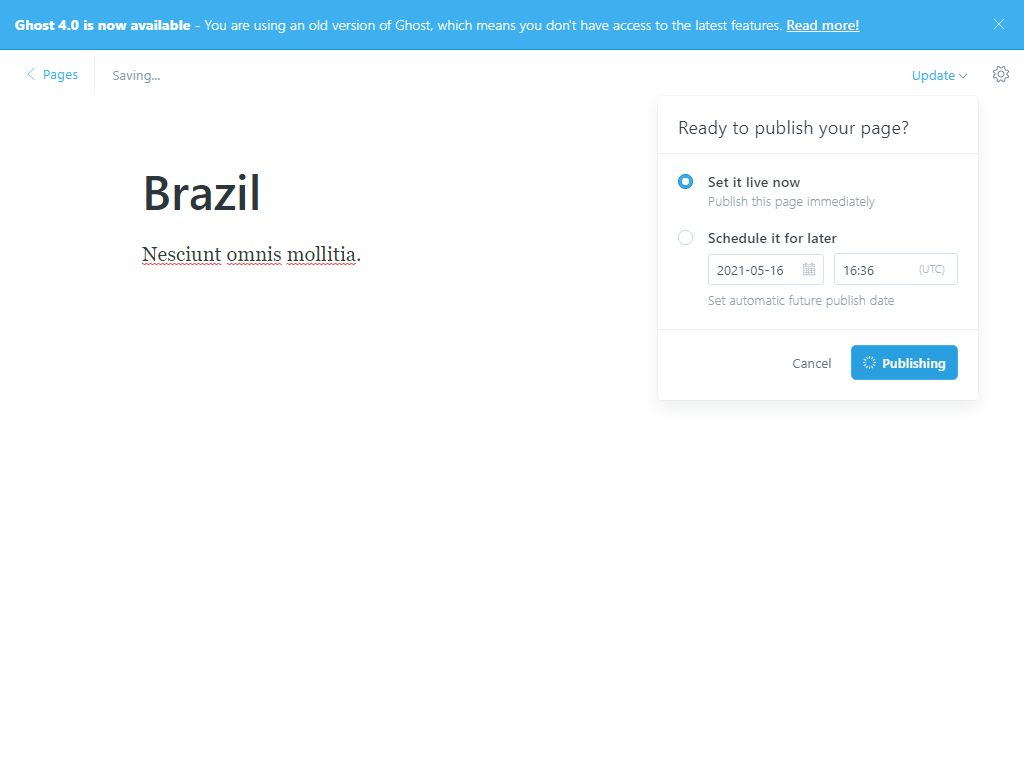 Ghost 4.0 is now available - You are using an old version of Ghost, which means you don't have access to the latest features. Read more!
Pages
Saving...
Update
Ready to publish your page?
Brazil
Nesciunt omnis mollitia.
Set it live now
Publish this page immediately
Schedule it for later
2021-05-16
16:36 (UTC)
Set automatic future publish date
Cancel
Publishing